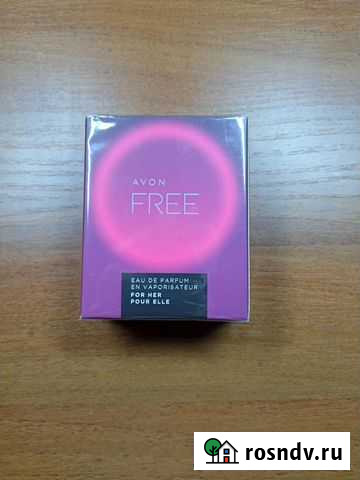 AVON
FREE
EAU DE PARFUM
EN VAPORISATEUR
FOR HER
POUR ELLE
rosndv.ru